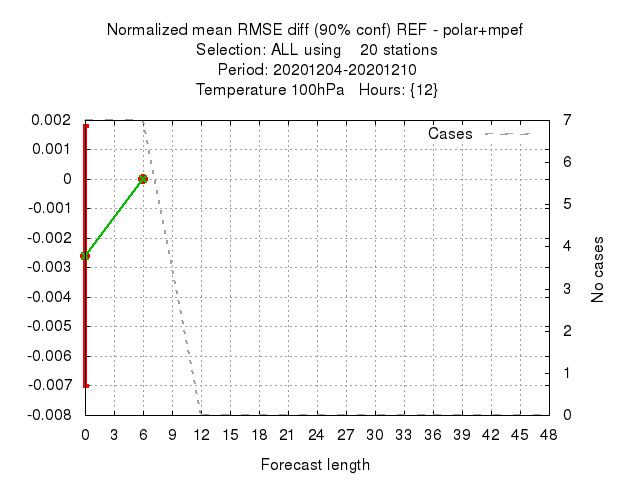 Normalized mean RMSE diff (90% conf) REF - polar+mpef
Selection: ALL using    20 stations
Period: 20201204-20201210
Temperature 100hPa   Hours: {12}
Cases
0.002
0.001
0
-0.001
-0.002
-0.003
-0.004
-0.005
-0.006
-0.007
-0.008
7
6
5
4
3
2
1
0
No cases
0 3 6 9 12 15 18 21 24 27 30 33 36 39 42 45 48
Forecast length